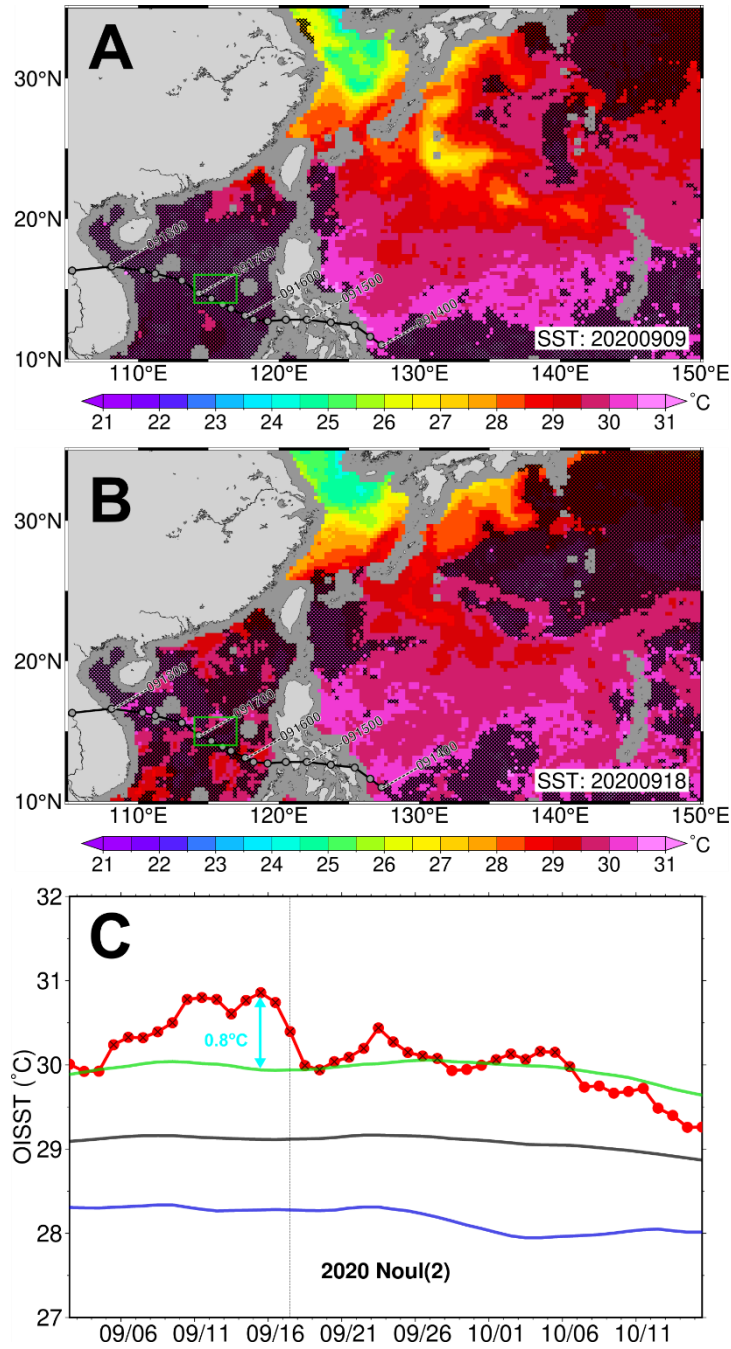 A
30°N
20°N
10°N
091800
091700
091600
091500
091400
SST: 20200909
110°E 120°E 130°E 140°E 150°E
°C
21 22 23 24 25 26 27 28 29 30 31
B
30°N
20°N
10°N
091800
091700
091600
091500
091400
SST: 20200918
110°E 120°E 130°E 140°E 150°E
°C
21 22 23 24 25 26 27 28 29 30 31
C
32
31
30
29
28
27
OISST (°C)
0.8°C
2020 Noul(2)
09/06 09/11 09/16 09/21 09/26 10/01 10/06 10/11